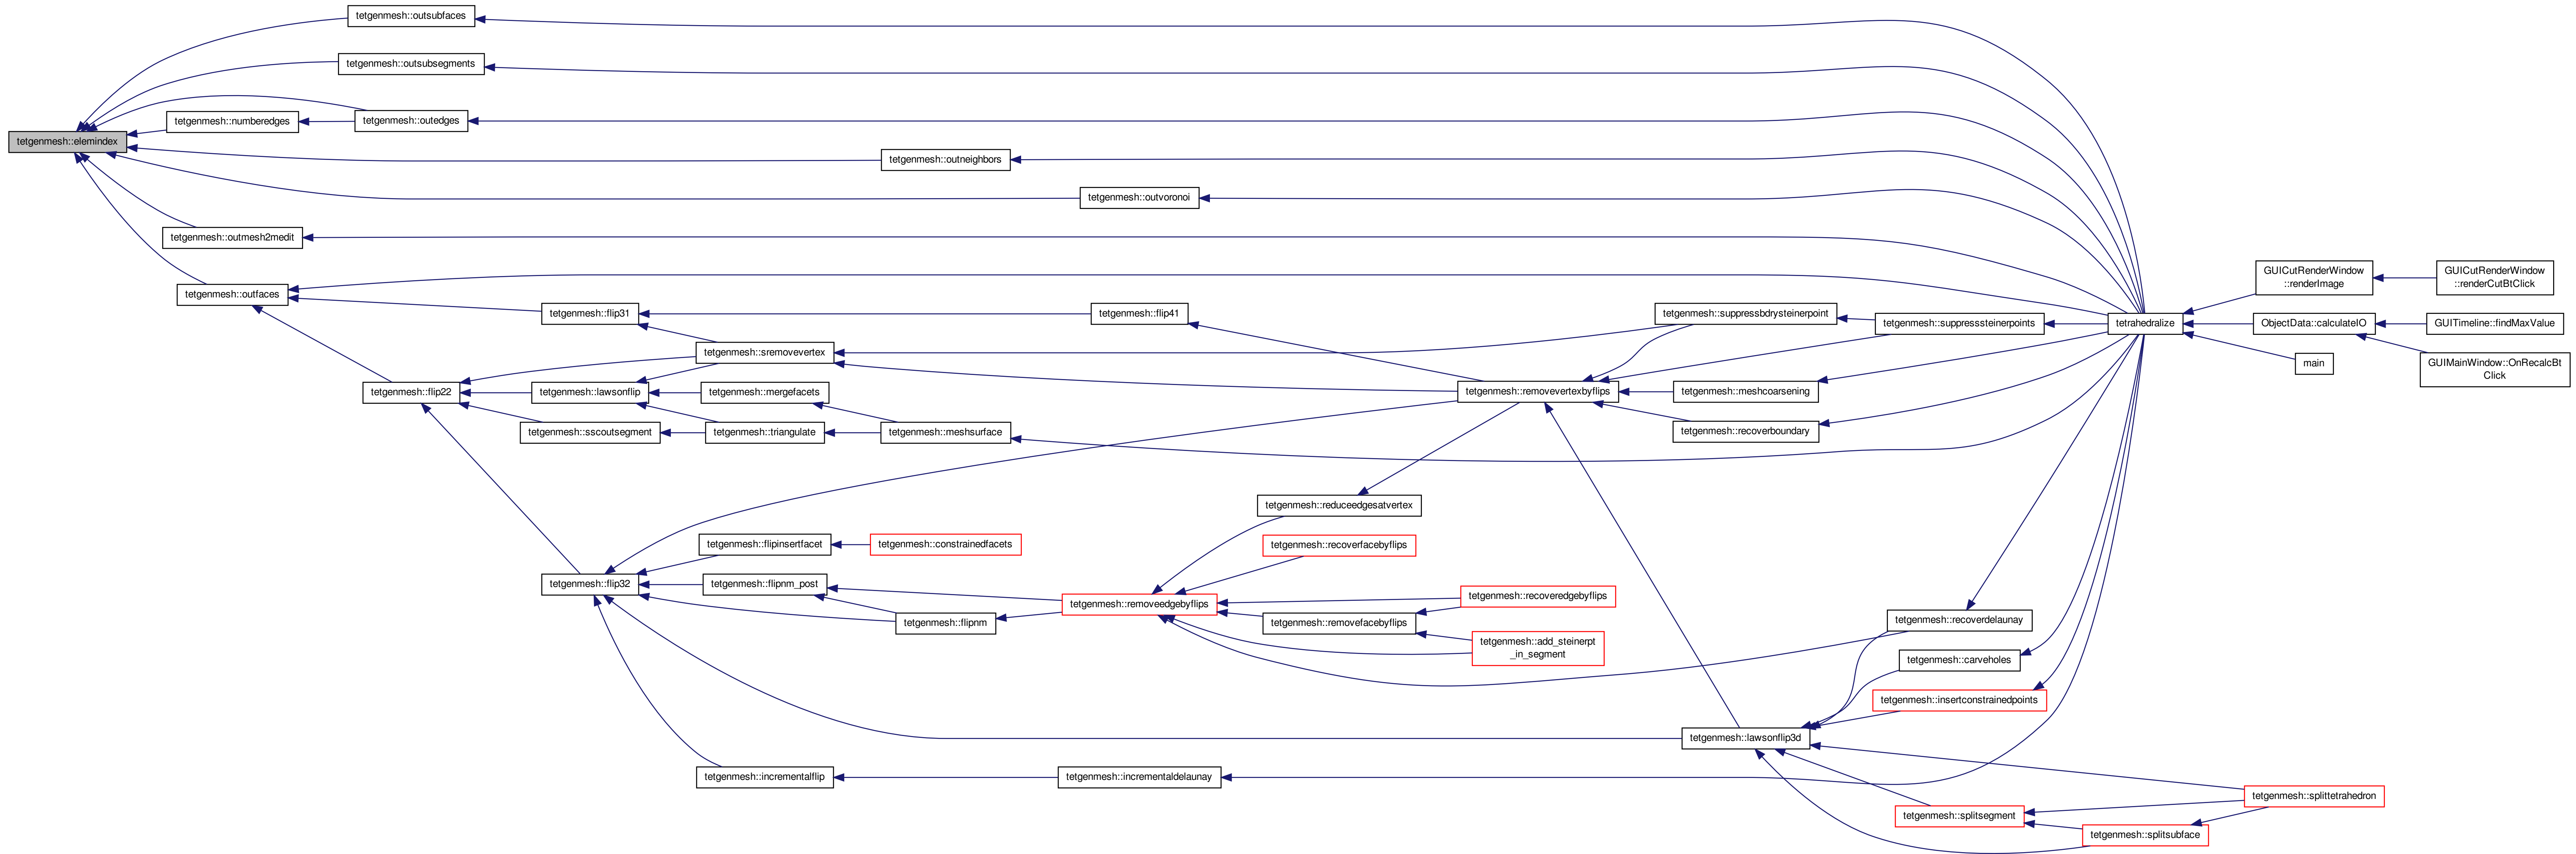 tetgenmesh::outsubfaces
tetgenmesh::outsubsegments
tetgenmesh::numberedges
tetgenmesh::outedges
tetgenmesh::elemindex
tetgenmesh::outneighbors
tetgenmesh::outvoronoi
tetgenmesh::outmesh2medit
tetgenmesh::outfaces
tetgenmesh::flip31
tetgenmesh::flip41
tetgenmesh::suppressbdrysteinerpoint
tetgenmesh::suppresssteinerpoints
tetrahedralize
GUICutRenderWindow
::renderImage
GUICutRenderWindow
::renderCutBtClick
ObjectData::calculateIO
GUITimeline::findMaxValue
main
GUIMainWindow::OnRecalcBt
Click
tetgenmesh::sremovevertex
tetgenmesh::flip22
tetgenmesh::lawsonflip
tetgenmesh::mergefacets
tetgenmesh::removevertexbyflips
tetgenmesh::meshcoarsening
tetgenmesh::sscoutsegment
tetgenmesh::triangulate
tetgenmesh::meshsurface
tetgenmesh::recoverboundary
tetgenmesh::reduceedgesatvertex
tetgenmesh::flipinsertfacet
tetgenmesh::constrainedfacets
tetgenmesh::recoverfacebyflips
tetgenmesh::flip32
tetgenmesh::flipnm_post
tetgenmesh::removeedgebyflips
tetgenmesh::recoveredgebyflips
tetgenmesh::flipnm
tetgenmesh::removefacebyflips
tetgenmesh::recoverdelaunay
tetgenmesh::add_steinerpt
_in_segment
tetgenmesh::carveholes
tetgenmesh::insertconstrainedpoints
tetgenmesh::lawsonflip3d
tetgenmesh::incrementalflip
tetgenmesh::incrementaldelaunay
tetgenmesh::splittetrahedron
tetgenmesh::splitsegment
tetgenmesh::splitsubface